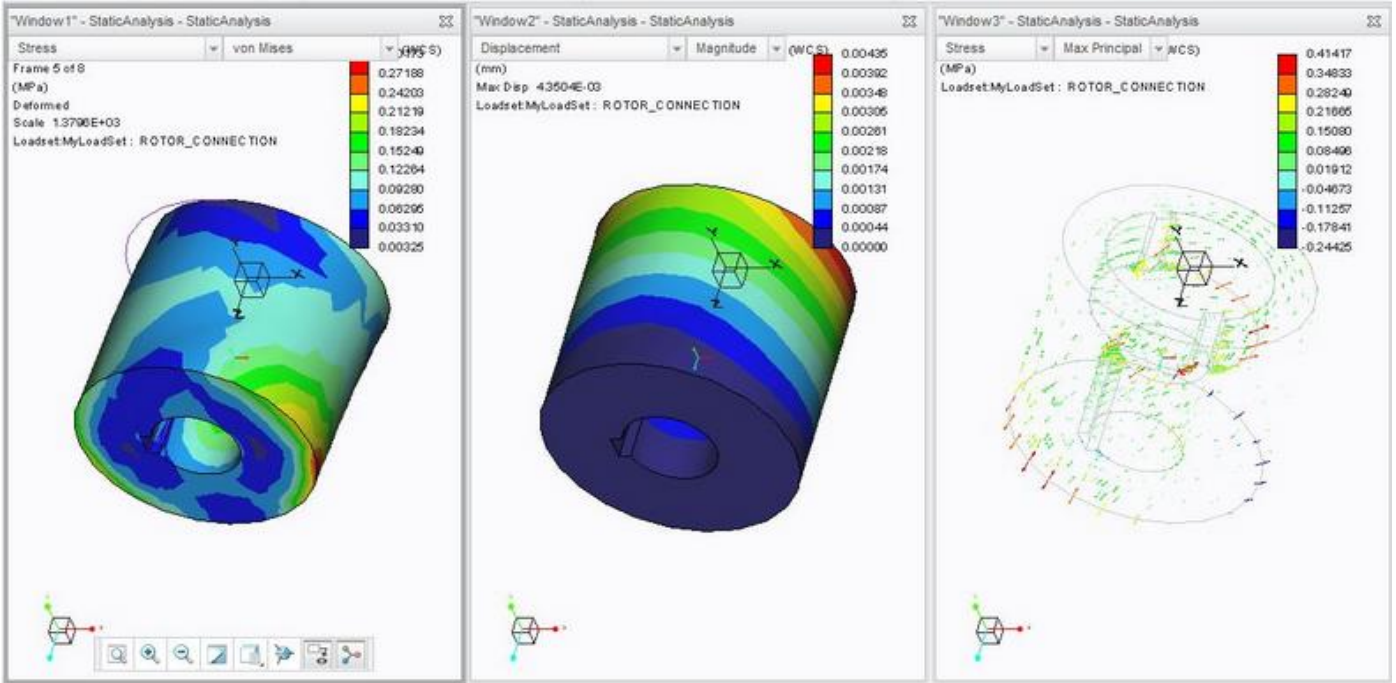 "Window1" - StaticAnalysis - StaticAnalysis
Stress
von Mises
Frame 5 of 8
(MPa)
Deformed
Scale 1.3796E+03
Loadset:MyLoadSet : ROTOR_CONNECTION
0.27188
0.24203
0.21219
0.18234
0.15249
0.12264
0.09280
0.06295
0.03310
0.00325
X
"Window2" - StaticAnalysis - StaticAnalysis
Displacement
Magnitude
(WCS)
(mm)
Max Disp 4.3504E-03
Loadset:MyLoadSet : ROTOR_CONNECTION
0.00435
0.00392
0.00348
0.00305
0.00261
0.00218
0.00174
0.00131
0.00087
0.00044
0.00000
Y
X
Z
"Window3" - StaticAnalysis - StaticAnalysis
Stress
Max Principal
WCS)
(MPa)
Loadset:MyLoadSet : ROTOR_CONNECTION
0.41417
0.34833
0.28249
0.21665
0.15080
0.08496
0.01912
-0.04673
-0.11257
-0.17841
-0.24425
Y
X
Z